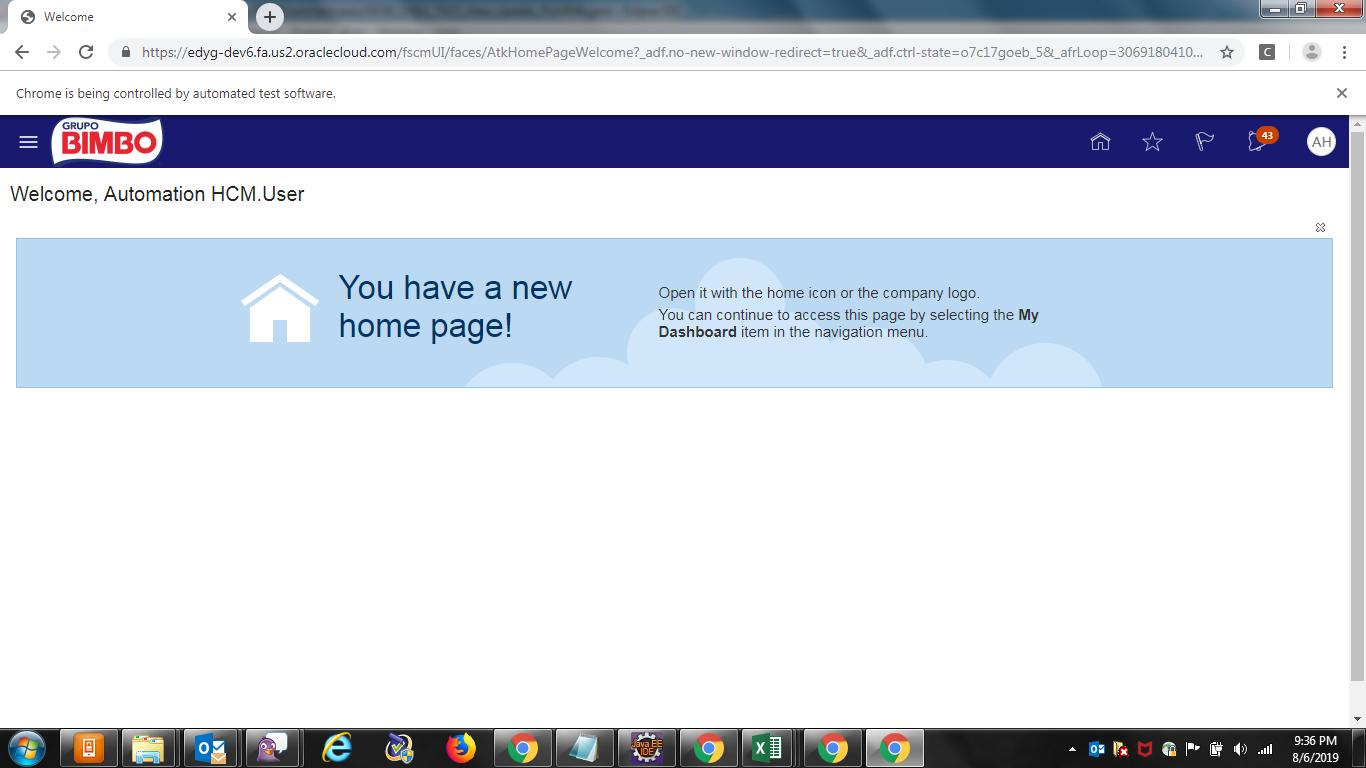 Welcome
https://edyg-dev6.fa.us2.oraclecloud.com/fscmUI/faces/AtkHomePageWelcome?_adf.no-new-window-redirect=true&_adf.ctrl-state=o7c17goeb_5&_afrLoop=3069180410...
C
Chrome is being controlled by automated test software.
GRUPO
BIMBO
43
AH
Welcome, Automation HCM.User
You have a new
home page!
Open it with the home icon or the company logo.
You can continue to access this page by selecting the My
Dashboard item in the navigation menu.
Java EE
IDE
9:36 PM
8/6/2019